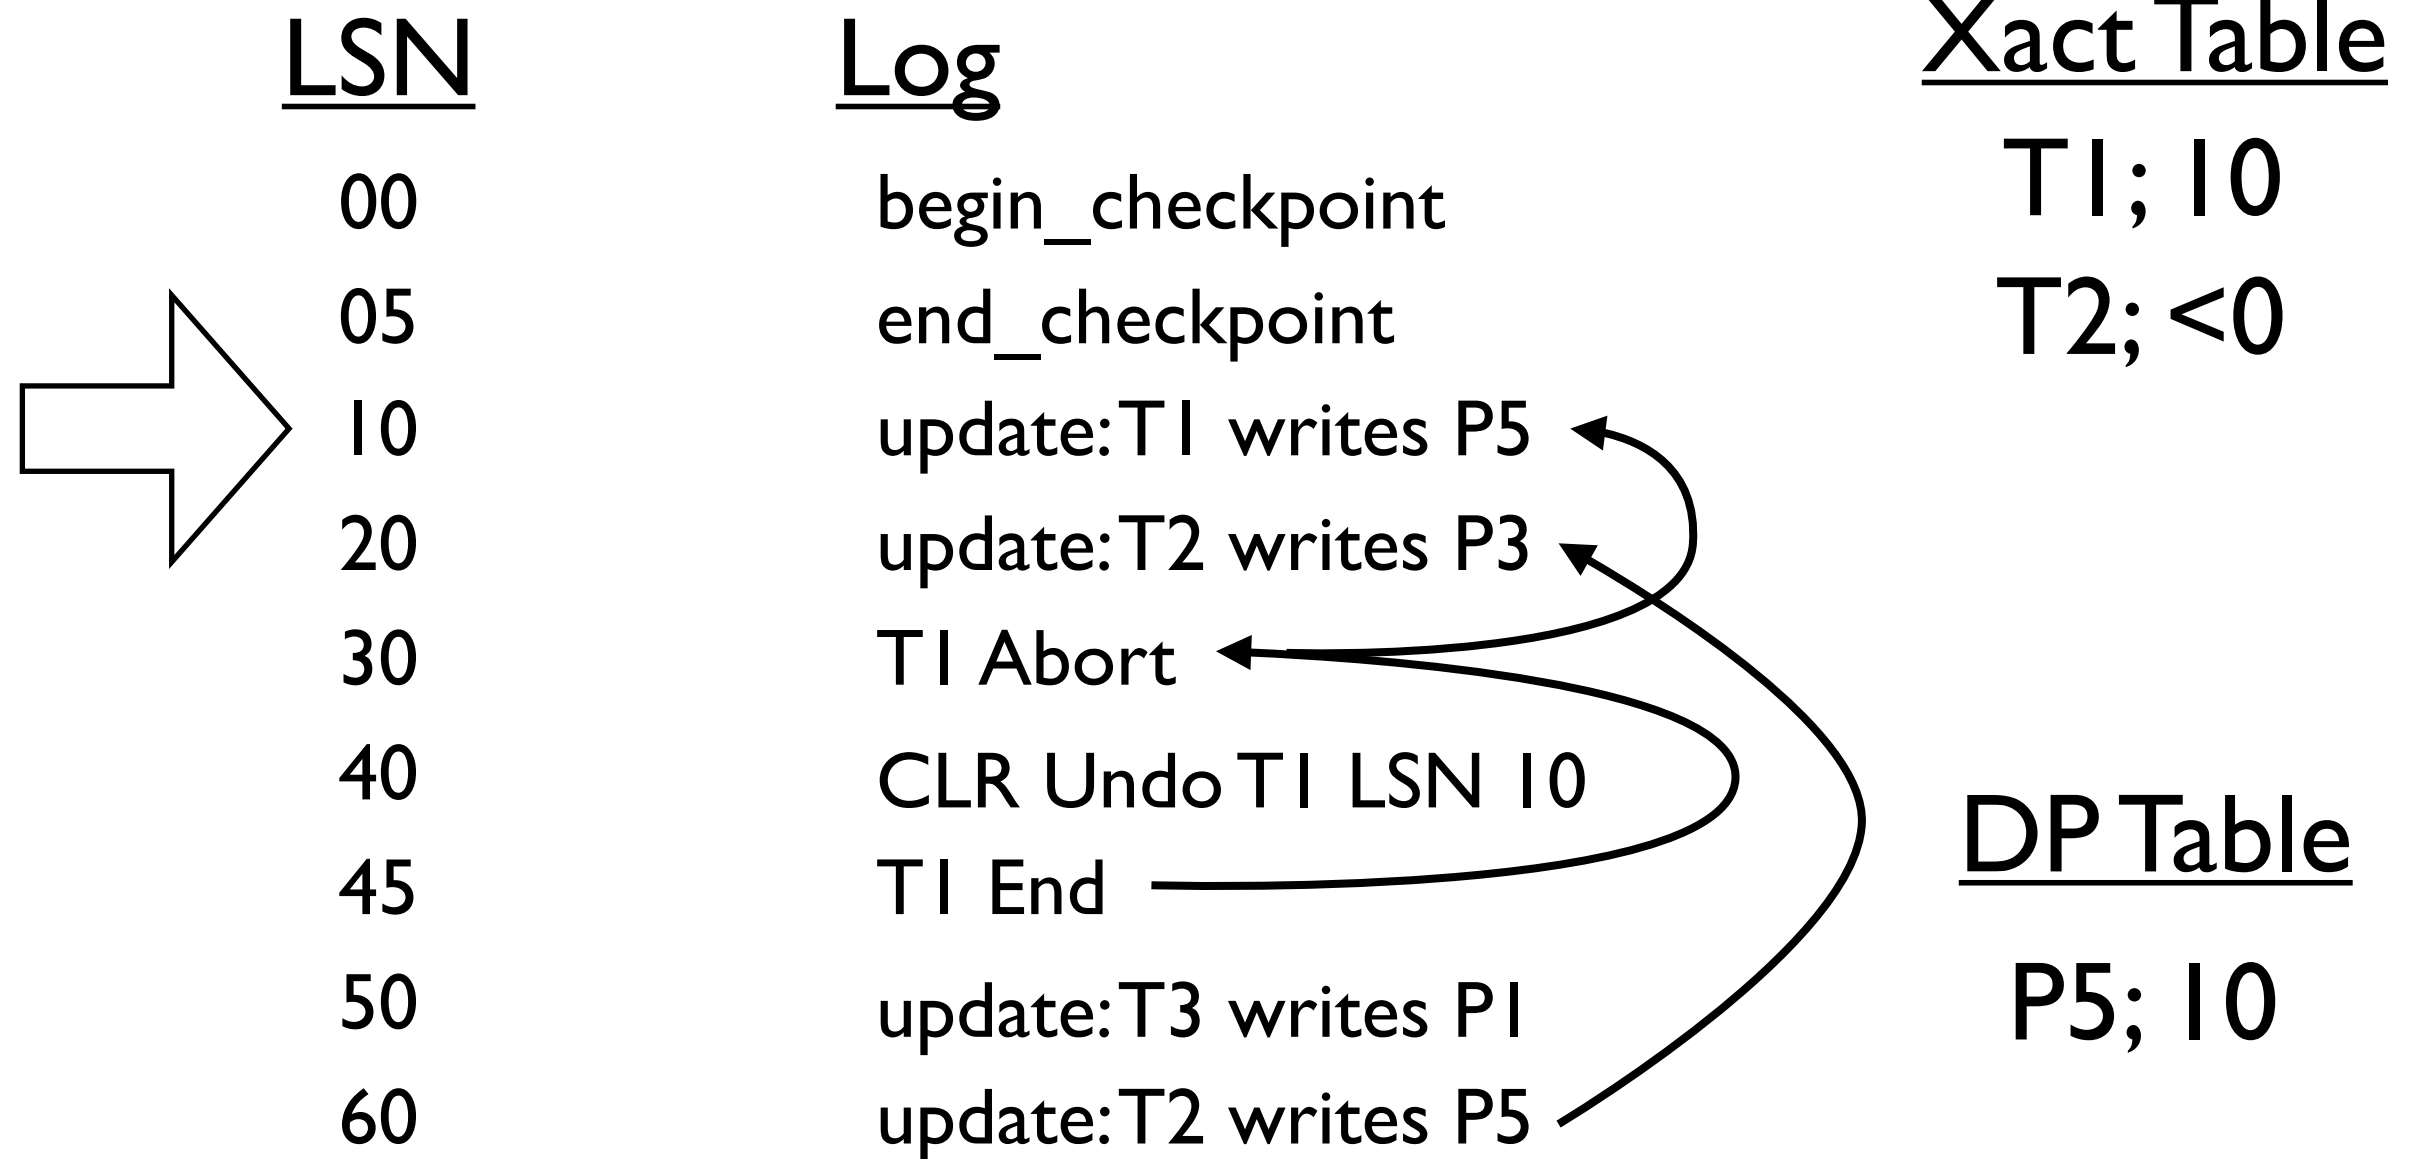 LSN
Log
Xact Table
T1; 10
T2; <0
00 begin_checkpoint
05 end_checkpoint
10 update: T1 writes P5
20 update: T2 writes P3
30 T1 Abort
40 CLR Undo T1 LSN 10
45 T1 End
50 update: T3 writes P1
60 update: T2 writes P5
DP Table
P5; 10